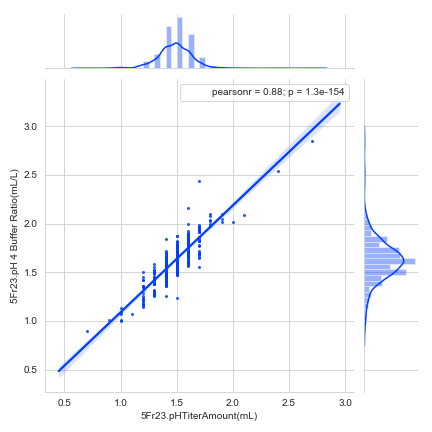 pearsonr = 0.88; p = 1.3e-154
3.0
2.5
2.0
1.5
1.0
0.5
5Fr23.pH 4 Buffer Ratio(mL/L)
0.5 1.0 1.5 2.0 2.5 3.0
5Fr23.pHTiterAmount(mL)